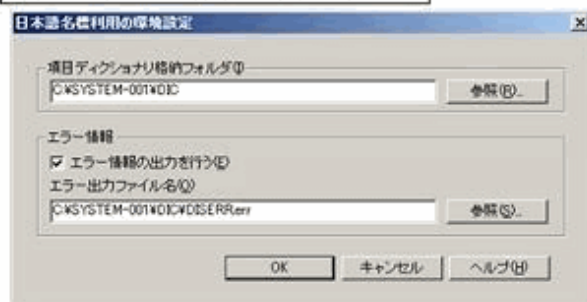 日本語名標利用の環境設定
項目ディクショナリ格納フォルダ(I)
C:¥SYSTEM-001¥DIC
参照(R)...
エラー情報
エラー情報の出力を行う(E)
エラー出力ファイル名(O)
C:¥SYSTEM-001¥DIC¥DISERR.err
参照(S)...
OK キャンセル ヘルプ(H)